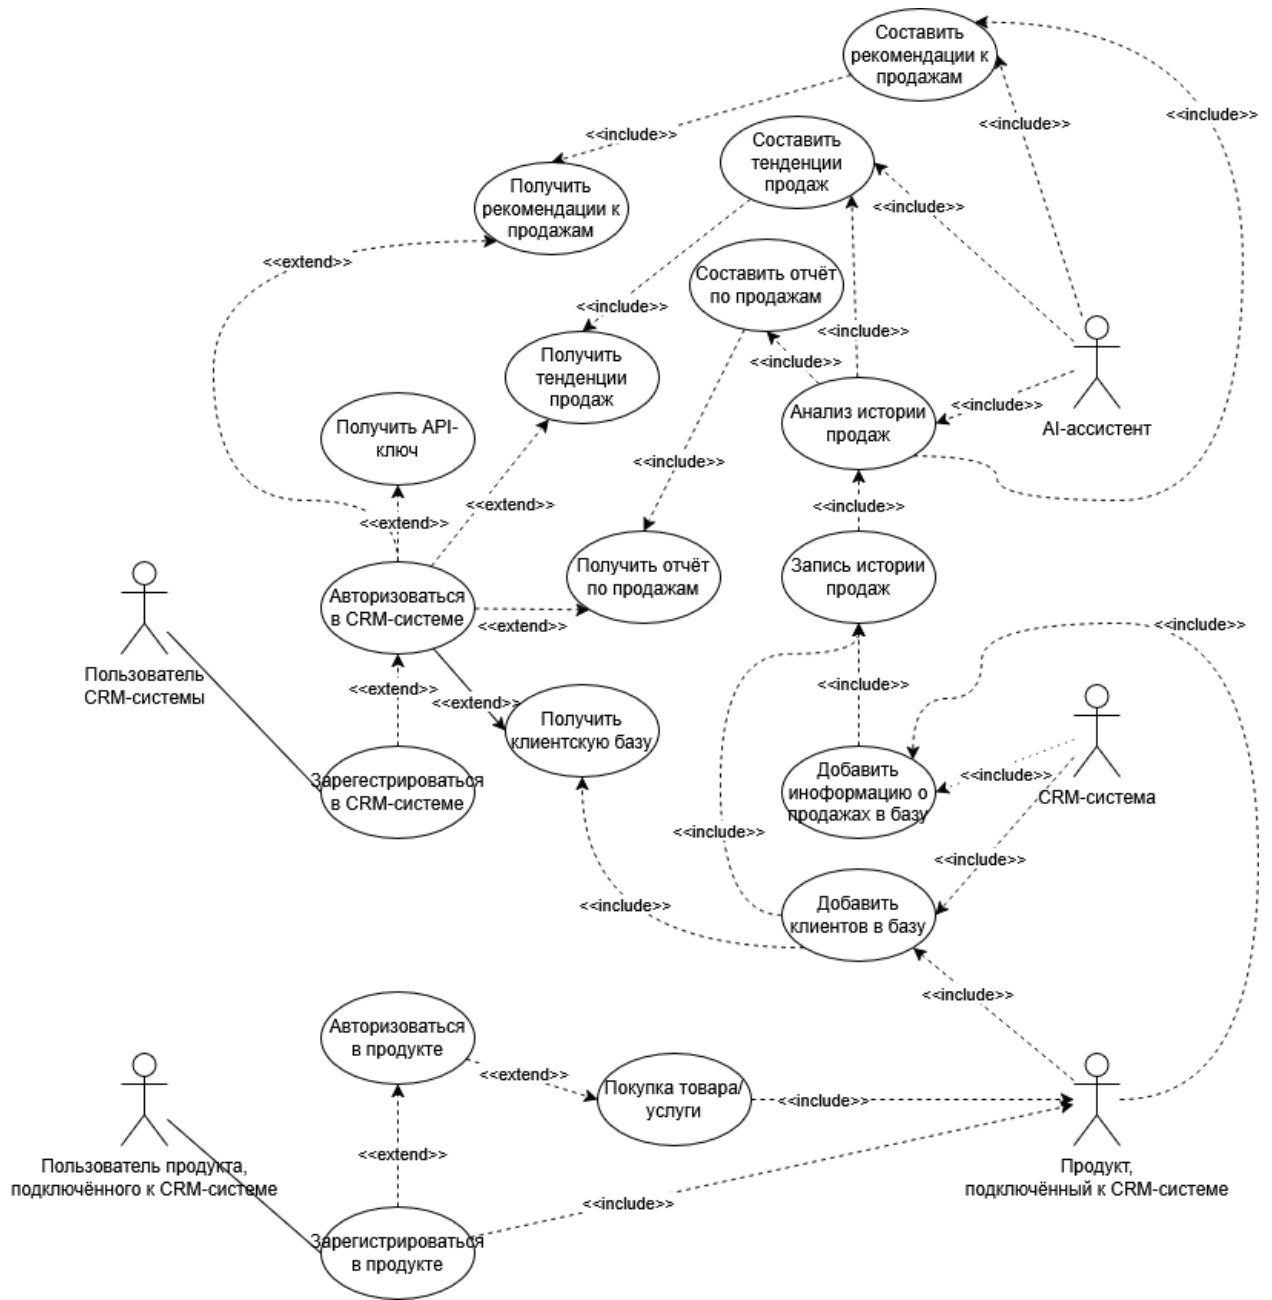 Составить
рекомендации к
продажам
<<include>>
<<include>>
<<include>>
Составить
тенденции
продаж
Получить
рекомендации к
продажам
<<include>>
<<extend>>
Составить отчёт
по продажам
<<include>>
<<include>>
<<include>>
Получить
тенденции
продаж
Анализ истории
продаж
<<include>>
AI-ассистент
Получить API-
ключ
<<include>>
<<extend>>
<<include>>
<<extend>>
Получить отчёт
по продажам
Запись истории
продаж
Авторизоваться
в CRM-системе
<<extend>>
<<include>>
Пользователь
CRM-системы
<<extend>>
<<include>>
<<extend>>
Получить
клиентскую базу
Зарегестрироваться
в CRM-системе
Добавить
иноформацию о
продажах в базу
<<include>>
CRM-система
<<include>>
<<include>>
<<include>>
Добавить
клиентов в базу
<<include>>
Авторизоваться
в продукте
<<extend>>
Покупка товара/
услуги
<<include>>
<<extend>>
Пользователь продукта,
подключённого к CRM-системе
Продукт,
подключённый к CRM-системе
<<include>>
Зарегистрироваться
в продукте